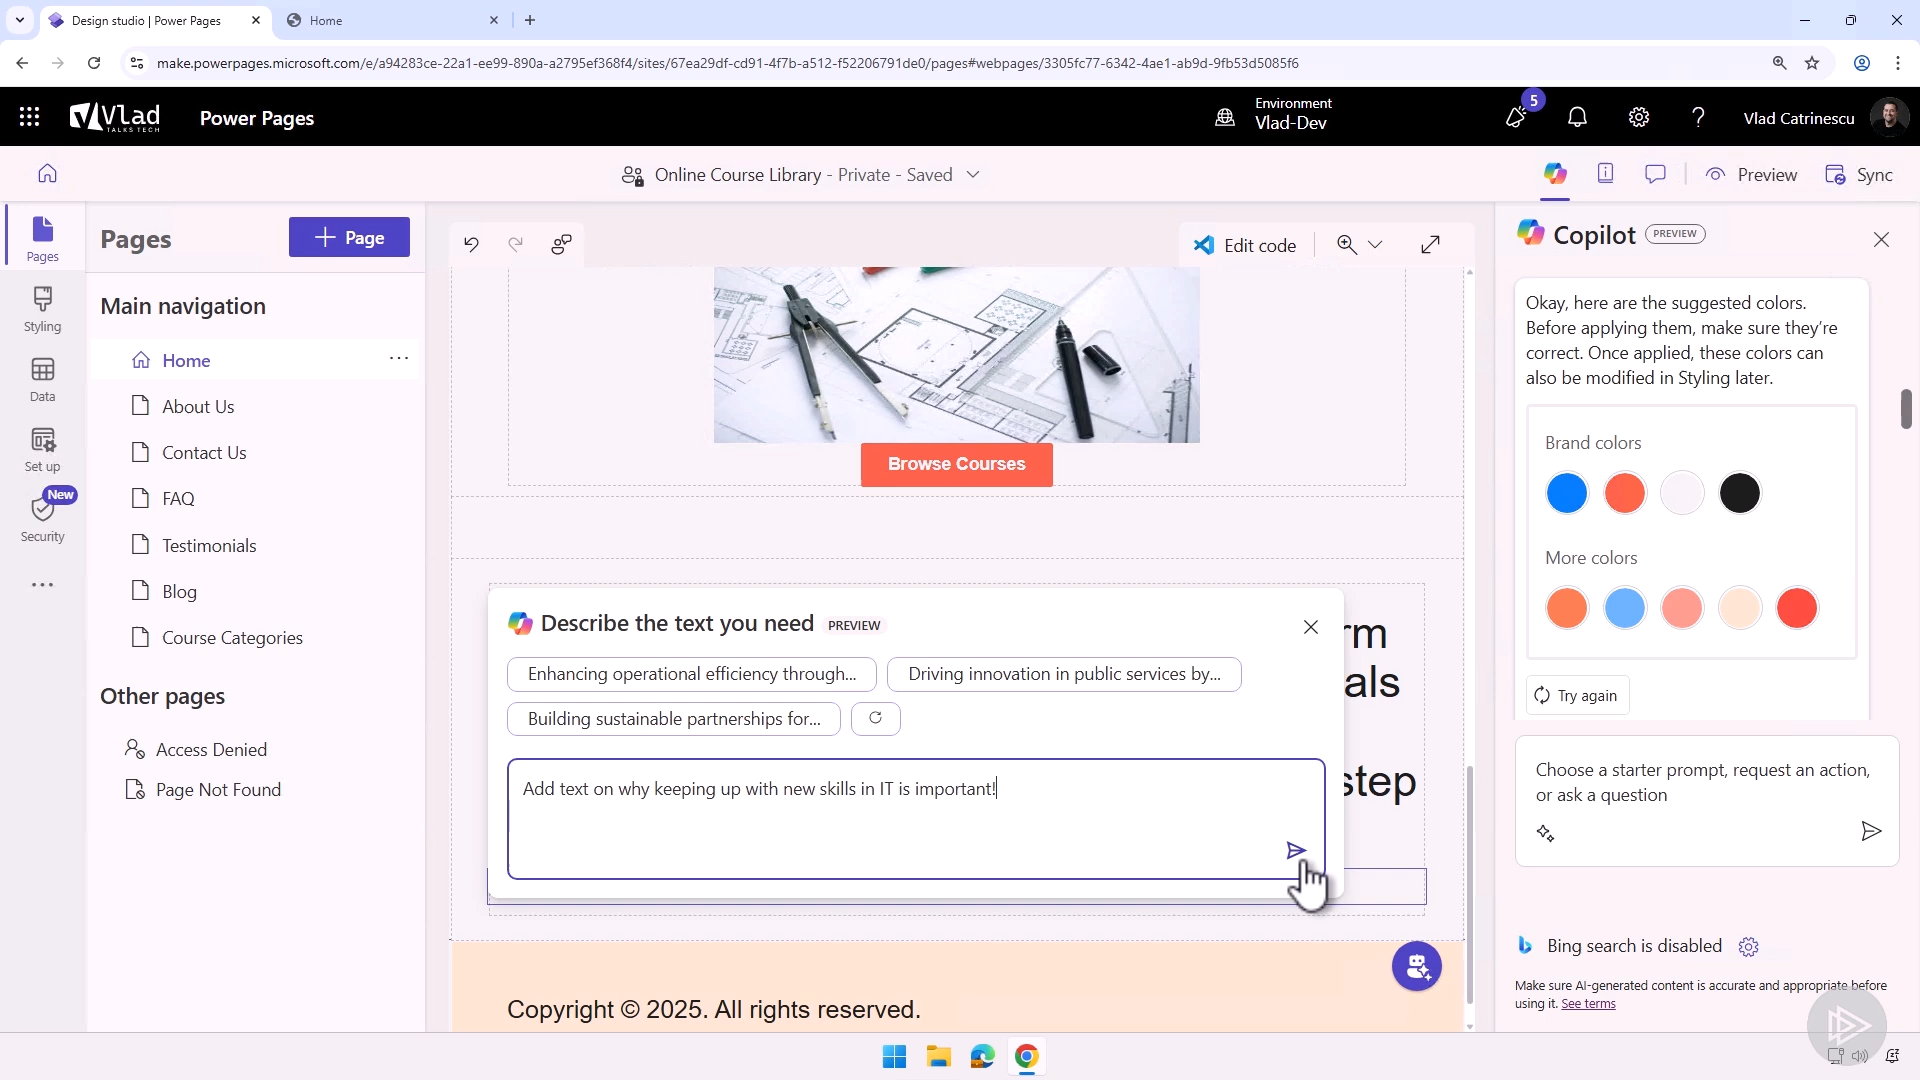 Design studio | Power Pages
Home
make.powerpages.microsoft.com/e/a94283ce-22a1-ee99-890a-a2795ef368f4/sites/67ea29df-cd91-4f7b-a512-f52206791de0/pages#webpages/3305fc77-6342-4ae1-ab9d-9fb53d5085f6
Vlad
TALKS TECH
Power Pages
Environment
Vlad-Dev
5
Vlad Catrinescu
Online Course Library - Private - Saved
Preview
Sync
Pages
Styling
Data
Set up
New
Security
Pages
Page
Main navigation
Home
About Us
Contact Us
FAQ
Testimonials
Blog
Course Categories
Other pages
Access Denied
Page Not Found
Edit code
Browse Courses
Describe the text you need PREVIEW
Enhancing operational efficiency through...
Driving innovation in public services by...
Building sustainable partnerships for...
Add text on why keeping up with new skills in IT is important!
rm
als
step
Copyright © 2025. All rights reserved.
Copilot PREVIEW
Okay, here are the suggested colors.
Before applying them, make sure they're
correct. Once applied, these colors can
also be modified in Styling later.
Brand colors
More colors
Try again
Choose a starter prompt, request an action,
or ask a question
Bing search is disabled
Make sure AI-generated content is accurate and appropriate before
using it. See terms